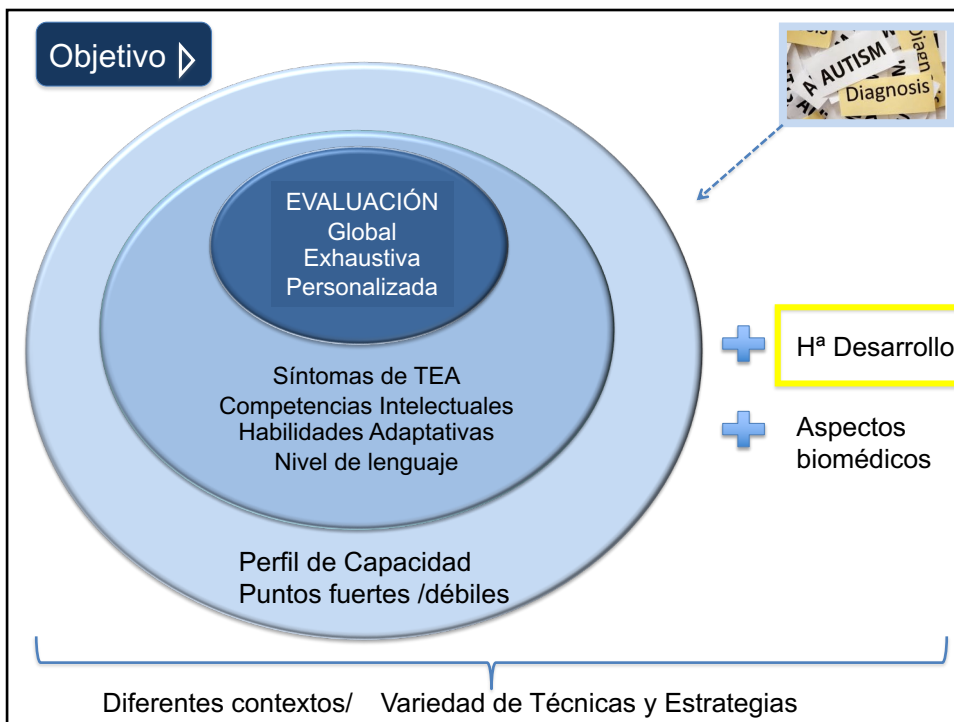 Objetivo
AUTISM
Diagn
Diagnosis
EVALUACIÓN
Global
Exhaustiva
Personalizada
Síntomas de TEA
Competencias Intelectuales
Habilidades Adaptativas
Nivel de lenguaje
Perfil de Capacidad
Puntos fuertes /débiles
Hª Desarrollo
Aspectos
biomédicos
Diferentes contextos/ Variedad de Técnicas y Estrategias